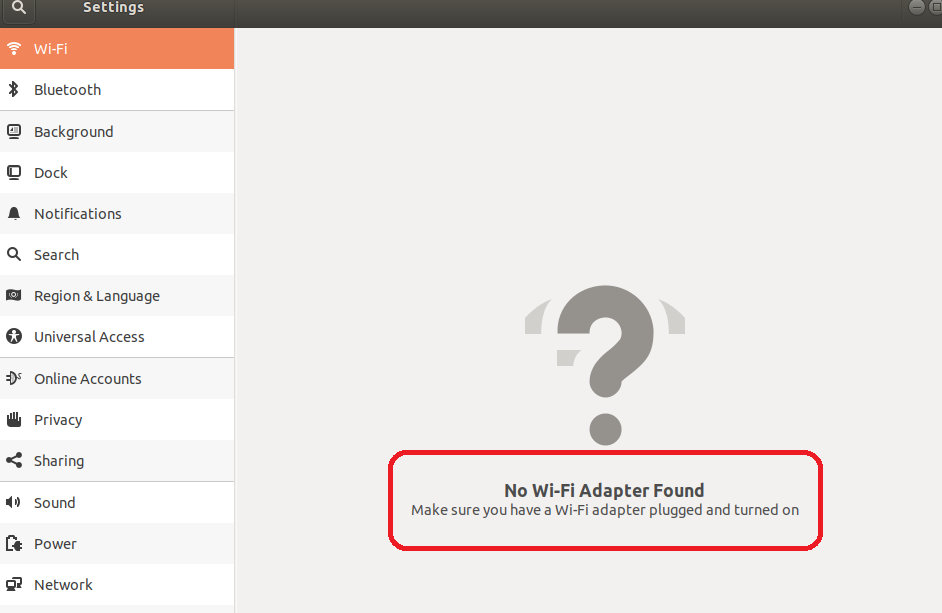 Settings
Wi-Fi
Bluetooth
Background
Dock
Notifications
Search
Region & Language
Universal Access
Online Accounts
Privacy
Sharing
Sound
Power
Network
No Wi-Fi Adapter Found
Make sure you have a Wi-Fi adapter plugged and turned on